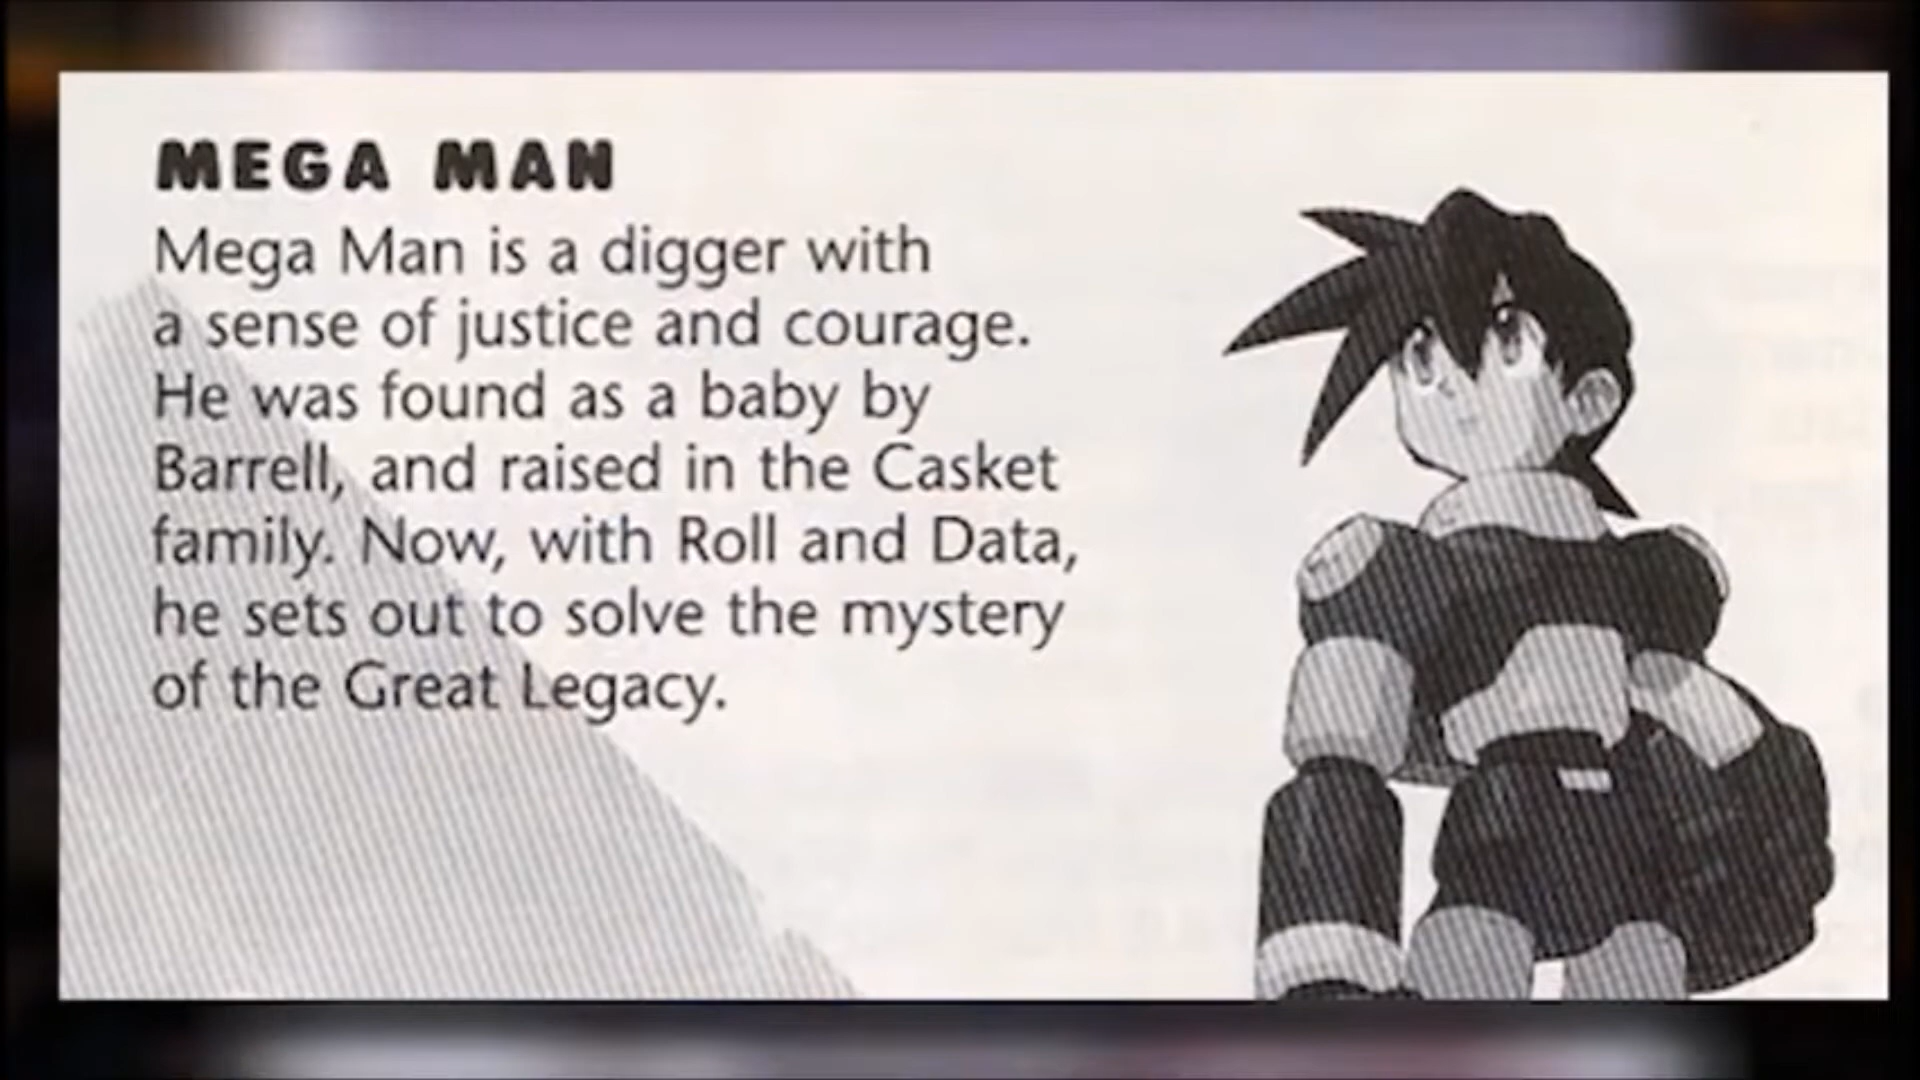 MEGA MAN
Mega Man is a digger with
a sense of justice and courage.
He was found as a baby by
Barrell, and raised in the Casket
family. Now, with Roll and Data,
he sets out to solve the mystery
of the Great Legacy.